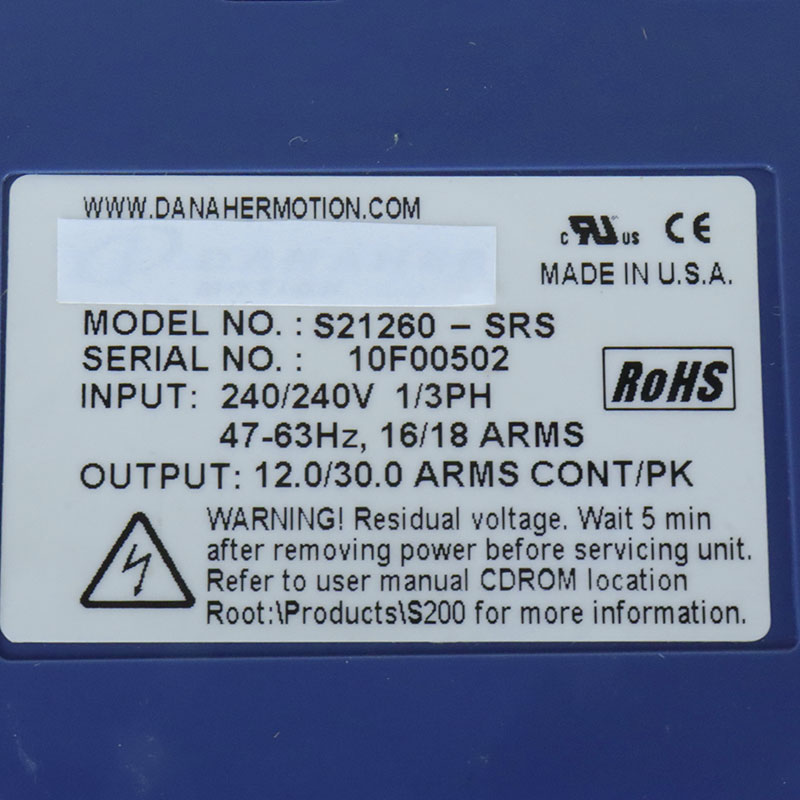 WWW.DANAHERMOTION.COM
c RU US CE
MADE IN U.S.A.
MODEL NO. : S21260 – SRS
SERIAL NO. : 10F00502
INPUT: 240/240V 1/3PH
47-63Hz, 16/18 ARMS
RoHS
OUTPUT: 12.0/30.0 ARMS CONT/PK
WARNING! Residual voltage. Wait 5 min
after removing power before servicing unit.
Refer to user manual CDROM location
Root:\Products\S200 for more information.